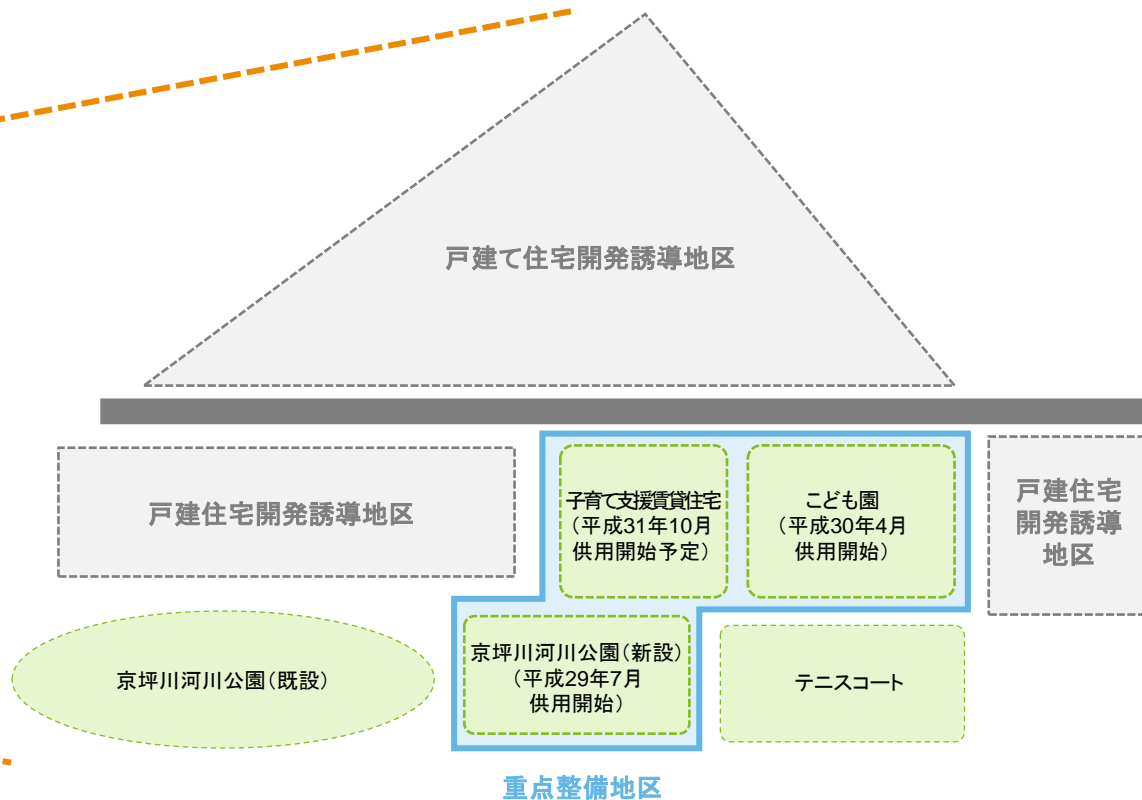 戸建て住宅開発誘導地区
戸建住宅開発誘導地区
子育て支援賃貸住宅
（平成31年10月
供用開始予定）
こども園
（平成30年4月
供用開始）
戸建住宅
開発誘導
地区
京坪川河川公園（既設）
京坪川河川公園（新設）
（平成29年7月
供用開始）
テニスコート
重点整備地区